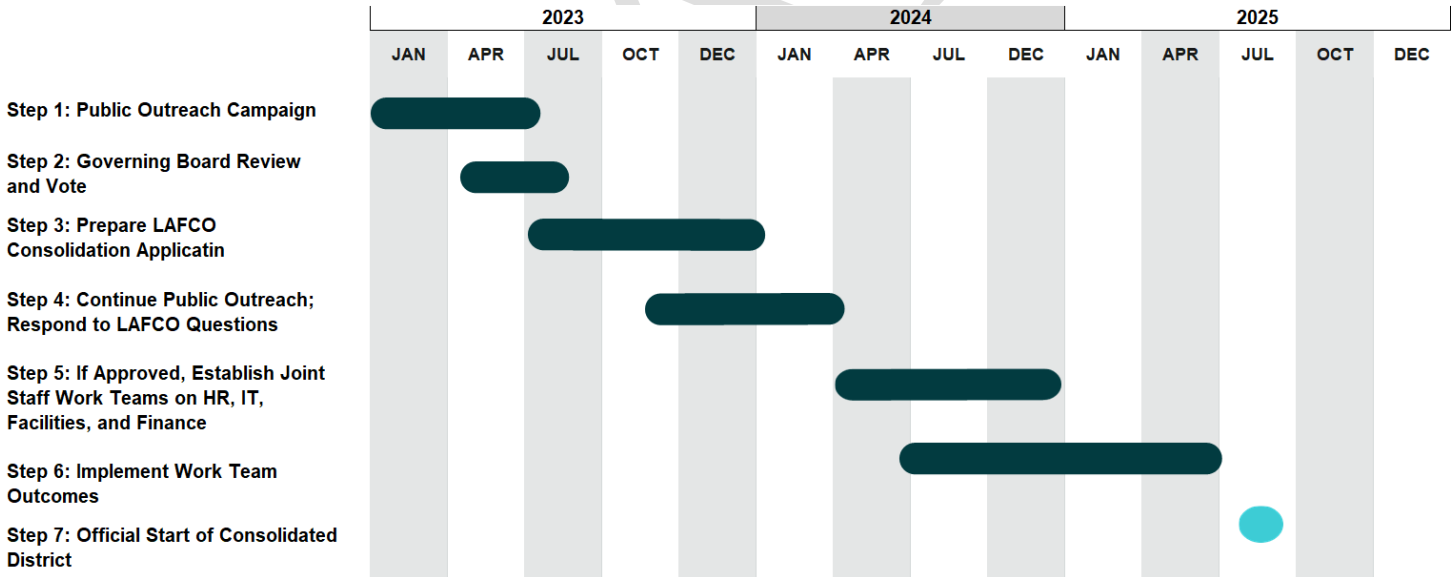 2023 2024 2025
JAN APR JUL OCT DEC JAN APR JUL DEC JAN APR JUL OCT DEC
Step 1: Public Outreach Campaign
Step 2: Governing Board Review
and Vote
Step 3: Prepare LAFCO
Consolidation Applicatin
Step 4: Continue Public Outreach;
Respond to LAFCO Questions
Step 5: If Approved, Establish Joint
Staff Work Teams on HR, IT,
Facilities, and Finance
Step 6: Implement Work Team
Outcomes
Step 7: Official Start of Consolidated
District